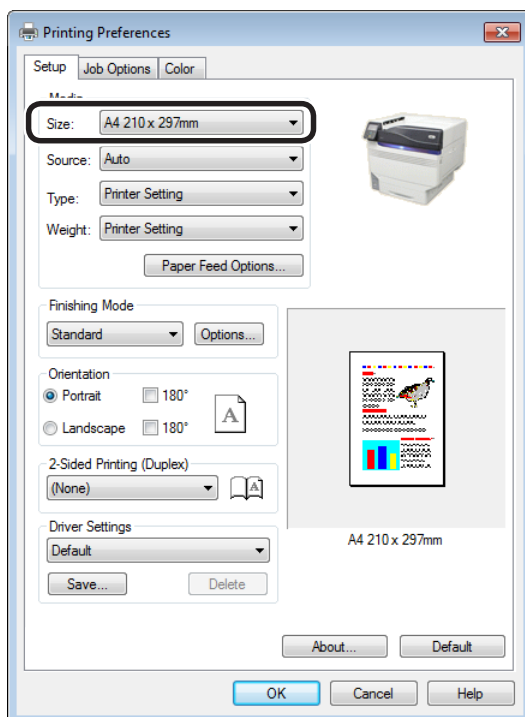 Printing Preferences
Setup Job Options Color
Media
Size: A4 210 x 297mm
Source: Auto
Type: Printer Setting
Weight: Printer Setting
Paper Feed Options...
Finishing Mode
Standard Options...
Orientation
Portrait 180°
Landscape 180°
A
2-Sided Printing (Duplex)
(None) A
Driver Settings
Default
Save... Delete
A4 210 x 297mm
About... Default
OK Cancel Help